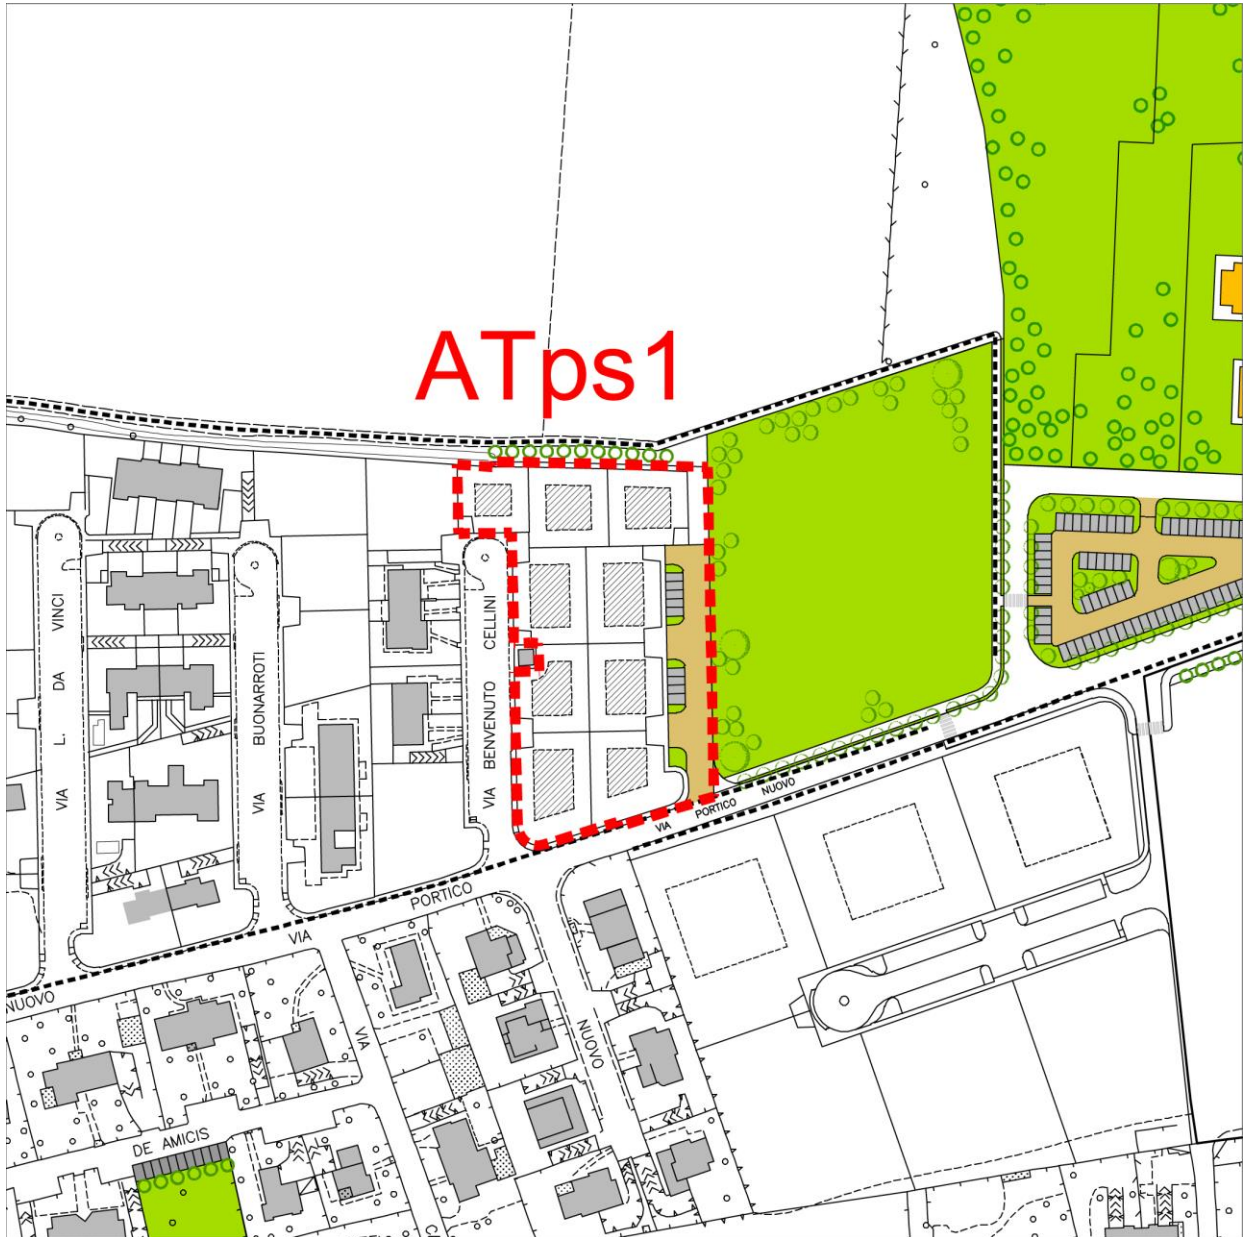 ATps1
VIA L. DA VINCI
VIA BUONARROTI
VIA BENVENUTO CELLINI
VIA PORTICO NUOVO
NUOVO VIA PORTICO
VIA
NUOVO
DE AMICIS